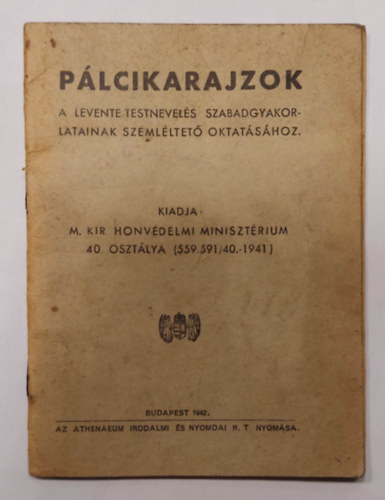 PÁLCIKARAJZOK
A LEVENTE TESTNEVELÉS SZABADGYAKOR-
LATAINAK SZEMLÉLTETŐ OKTATÁSÁHOZ.
KIADJA
M. KIR. HONVÉDELMI MINISZTÉRIUM
40. OSZTÁLYA (559.591/40.-1941)
BUDAPEST 1942.
AZ ATHENAEUM IRODALMI ÉS NYOMDAI R. T. NYOMÁSA.